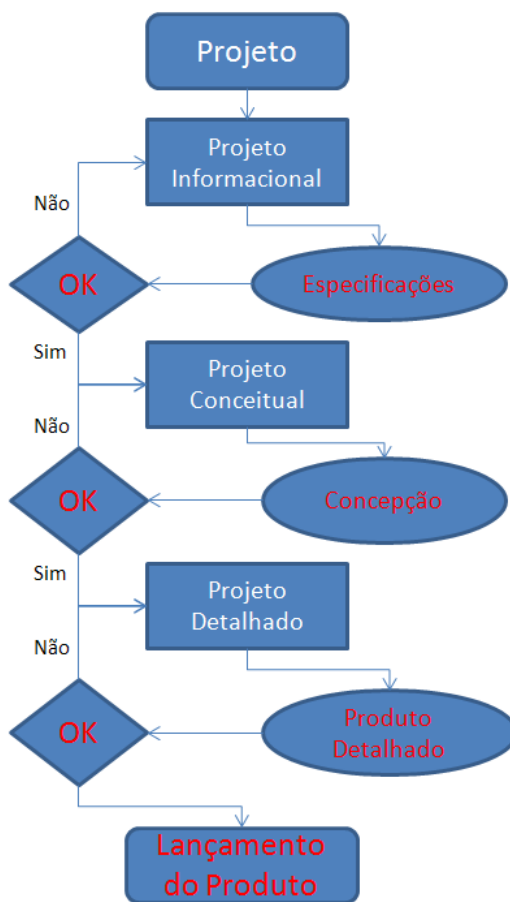 Projeto
Projeto
Informacional
Não
OK
Especificações
Sim
Projeto
Conceitual
Não
OK
Concepção
Sim
Projeto
Detalhado
Não
OK
Produto
Detalhado
Lançamento
do Produto